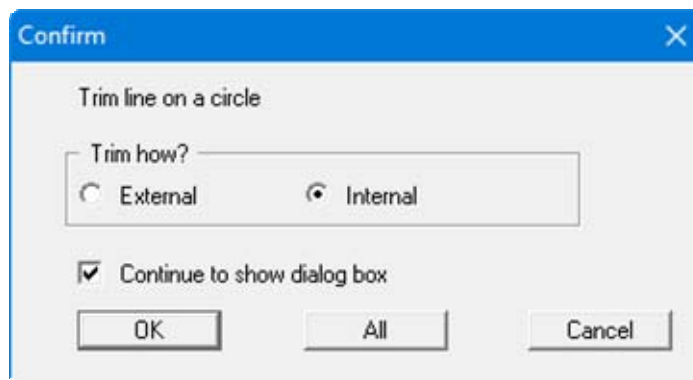 Confirm
Trim line on a circle
Trim how?
External Internal
Continue to show dialog box
OK All Cancel